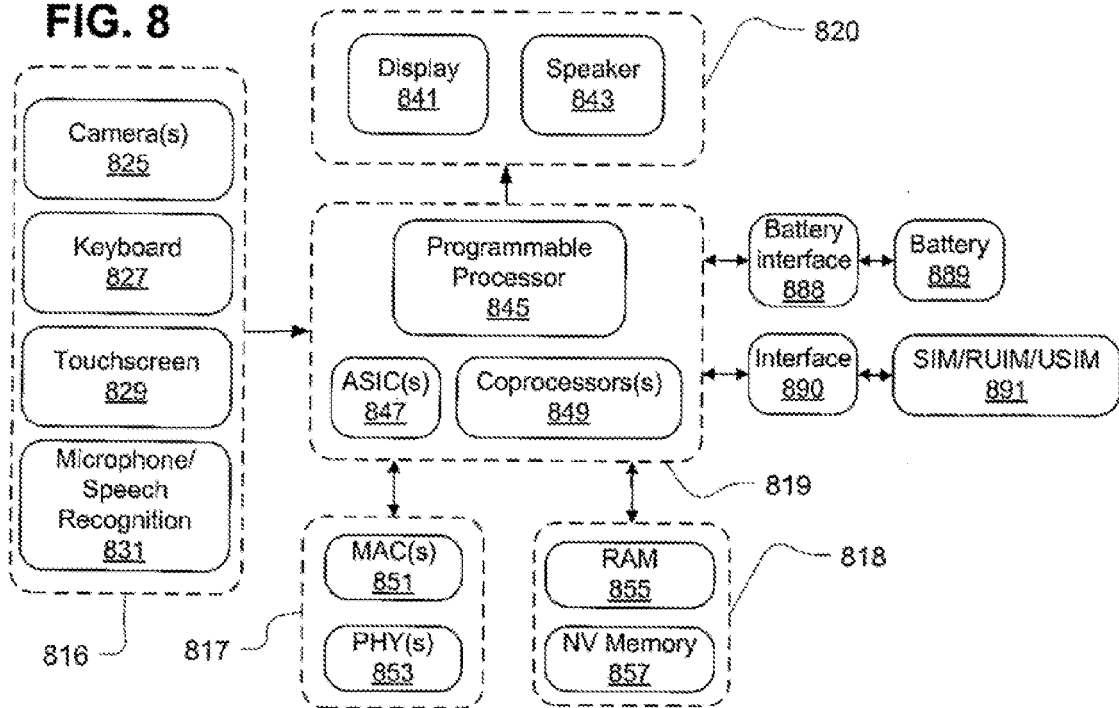 FIG. 8
820
Display
841
Speaker
843
Camera(s)
825
Keyboard
827
Touchscreen
829
Microphone/
Speech
Recognition
831
816
Programmable
Processor
845
ASIC(s)
847
Coprocessors(s)
849
819
Battery
interface
888
Battery
889
Interface
890
SIM/RUIM/USIM
891
MAC(s)
851
PHY(s)
853
817
RAM
855
NV Memory
857
818